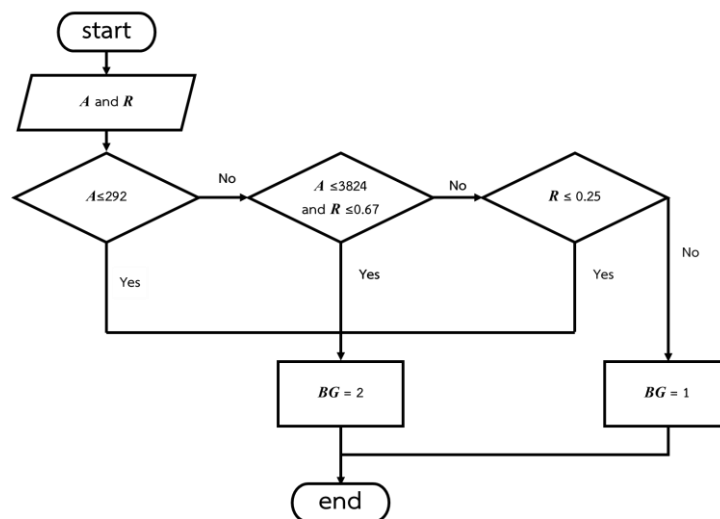 start
A and R
A≤292
No
A ≤3824
and R ≤0.67
No
R ≤ 0.25
No
Yes
Yes
Yes
BG = 2
BG = 1
end